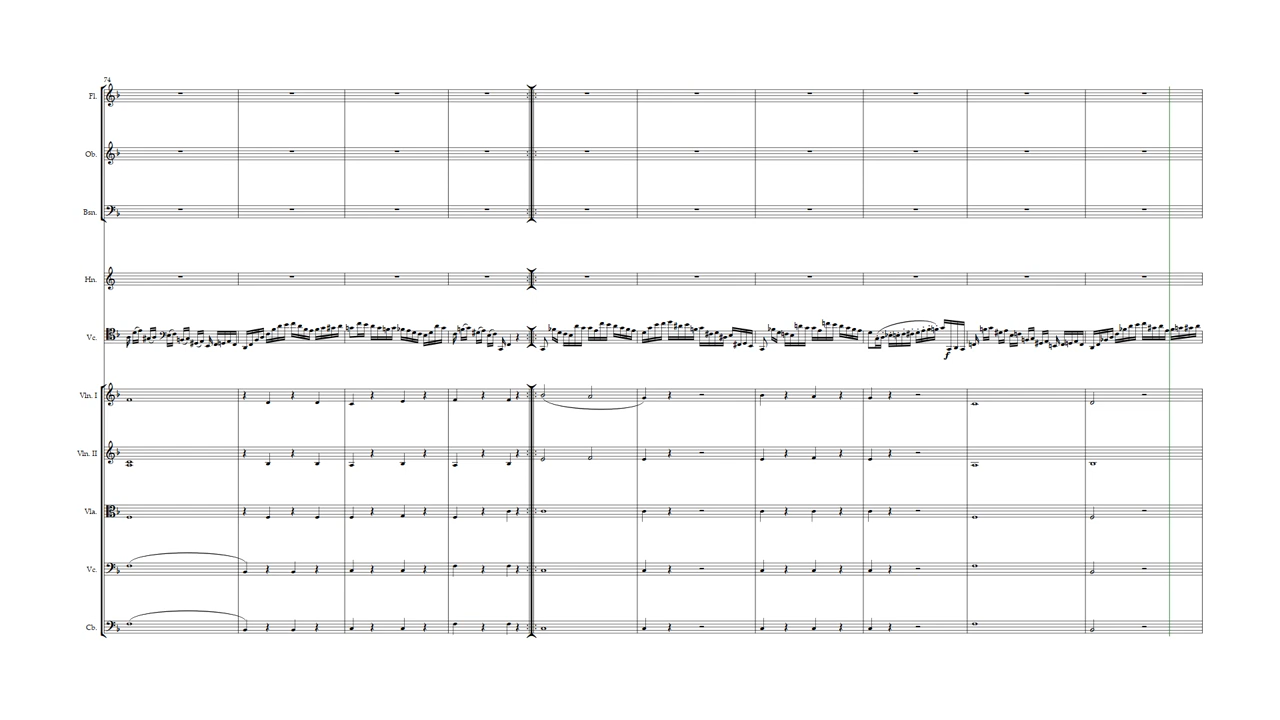 74
Fl.
Ob.
Bsn.
Hn.
Vc.
f
Vln. I
Vln. II
Vla.
Vc.
Cb.